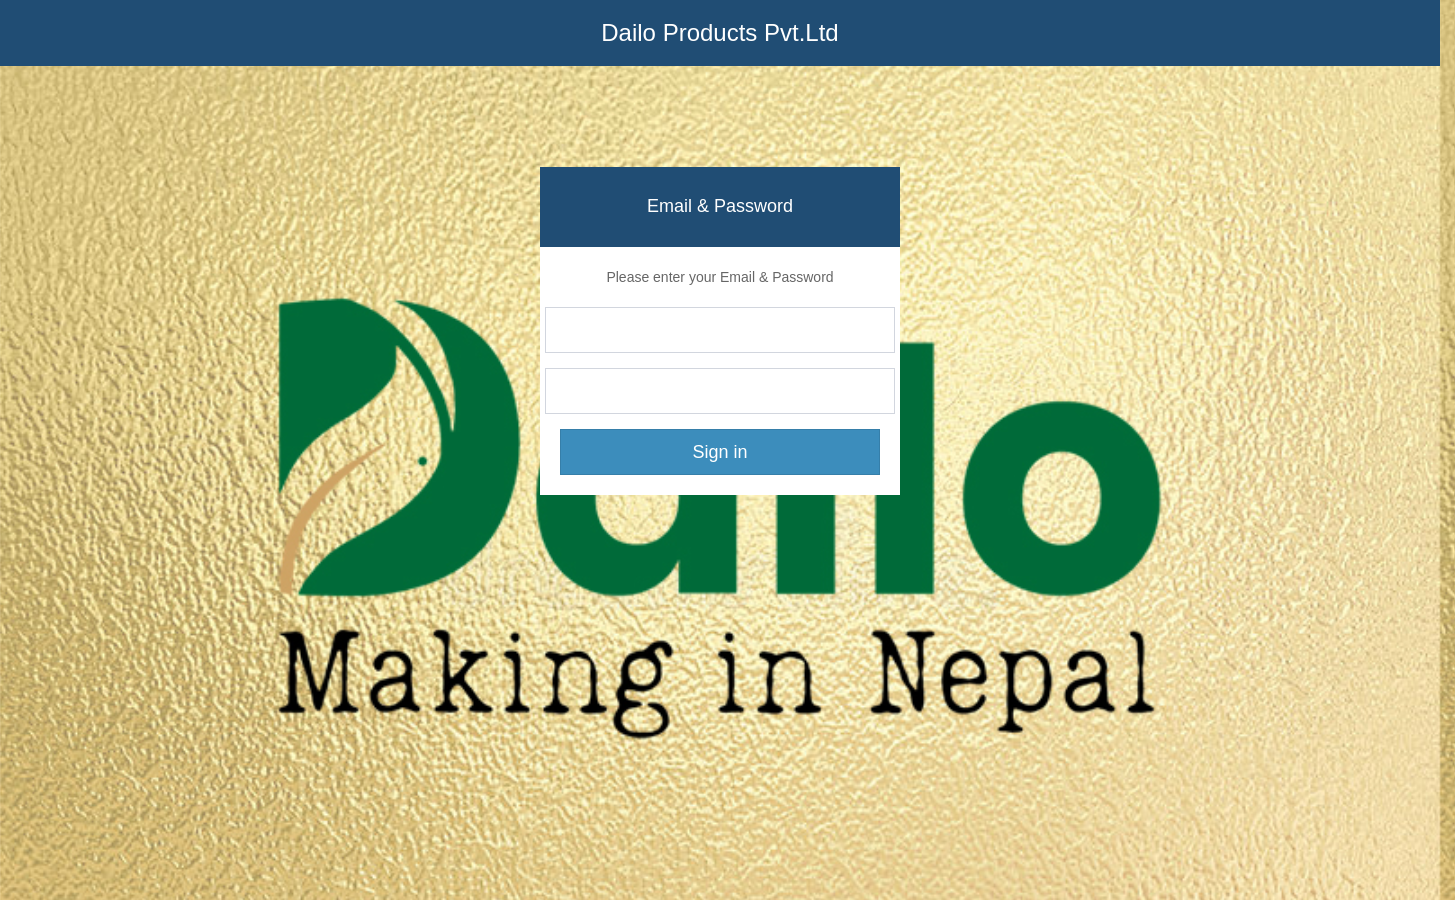 Dailo Products Pvt.Ltd
Email & Password
Please enter your Email & Password
Sign in
Dailo
Making in Nepal